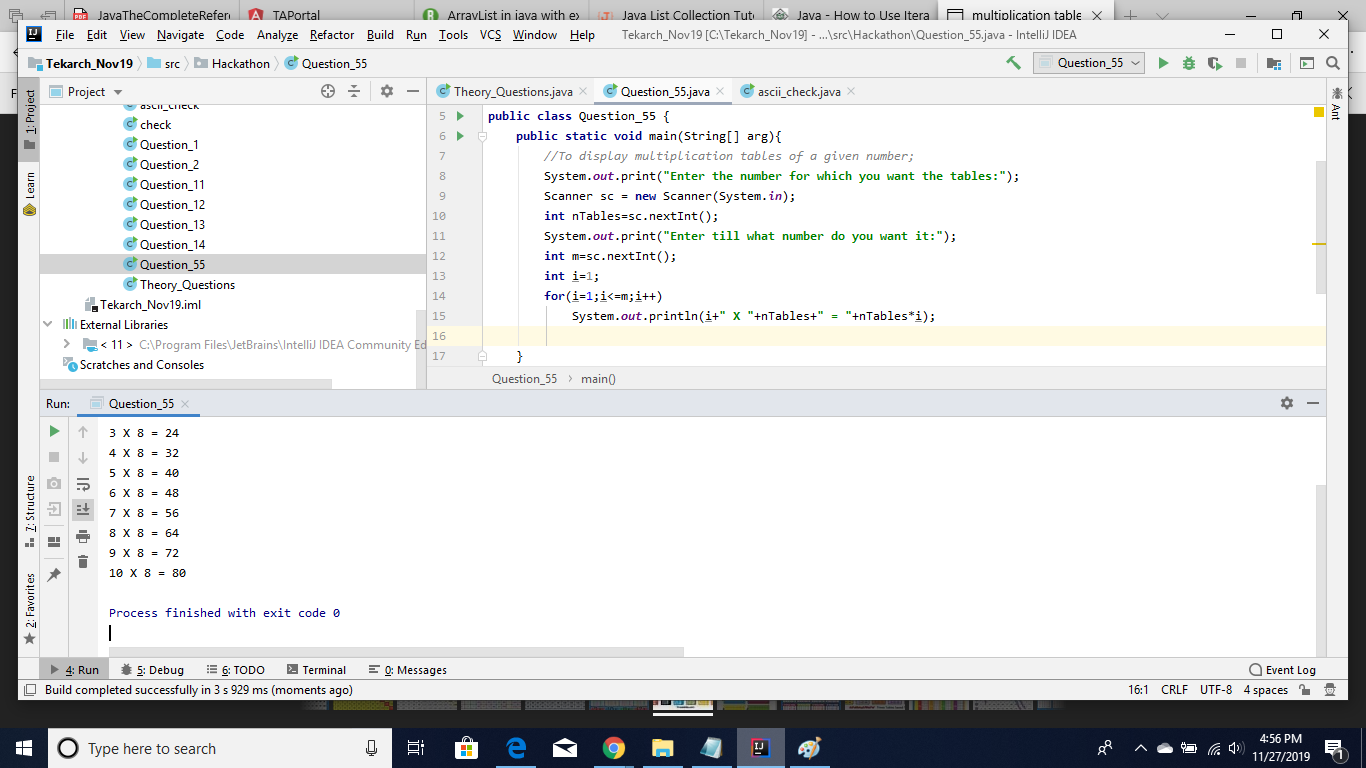 JavaTheCompleteRefere
TAPortal
ArrayList in java with ex
Java List Collection Tuto
Java - How to Use Itera
multiplication table
File Edit View Navigate Code Analyze Refactor Build Run Tools VCS Window Help Tekarch_Nov19 [C:\Tekarch_Nov19] - ...\src\Hackathon\Question_55.java - IntelliJ IDEA
Tekarch_Nov19 src Hackathon Question_55 Question_55
Project Theory_Questions.java Question_55.java ascii_check.java
1: Project
Learn
7: Structure
2: Favorites
Ant
ascii_check
check
Question_1
Question_2
Question_11
Question_12
Question_13
Question_14
Question_55
Theory_Questions
Tekarch_Nov19.iml
External Libraries
< 11 > C:\Program Files\JetBrains\IntelliJ IDEA Community Ed
Scratches and Consoles
5 public class Question_55 {
6 public static void main(String[] arg){
7 //To display multiplication tables of a given number;
8 System.out.print("Enter the number for which you want the tables:");
9 Scanner sc = new Scanner(System.in);
10 int nTables=sc.nextInt();
11 System.out.print("Enter till what number do you want it:");
12 int m=sc.nextInt();
13 int i=1;
14 for(i=1;i<=m;i++)
15 System.out.println(i+" X "+nTables+" = "+nTables*i);
16
17 }
Question_55 main()
Run: Question_55
3 X 8 = 24
4 X 8 = 32
5 X 8 = 40
6 X 8 = 48
7 X 8 = 56
8 X 8 = 64
9 X 8 = 72
10 X 8 = 80
Process finished with exit code 0
4: Run 5: Debug 6: TODO Terminal 0: Messages Event Log
Build completed successfully in 3 s 929 ms (moments ago) 16:1 CRLF UTF-8 4 spaces
Type here to search
4:56 PM
11/27/2019
1